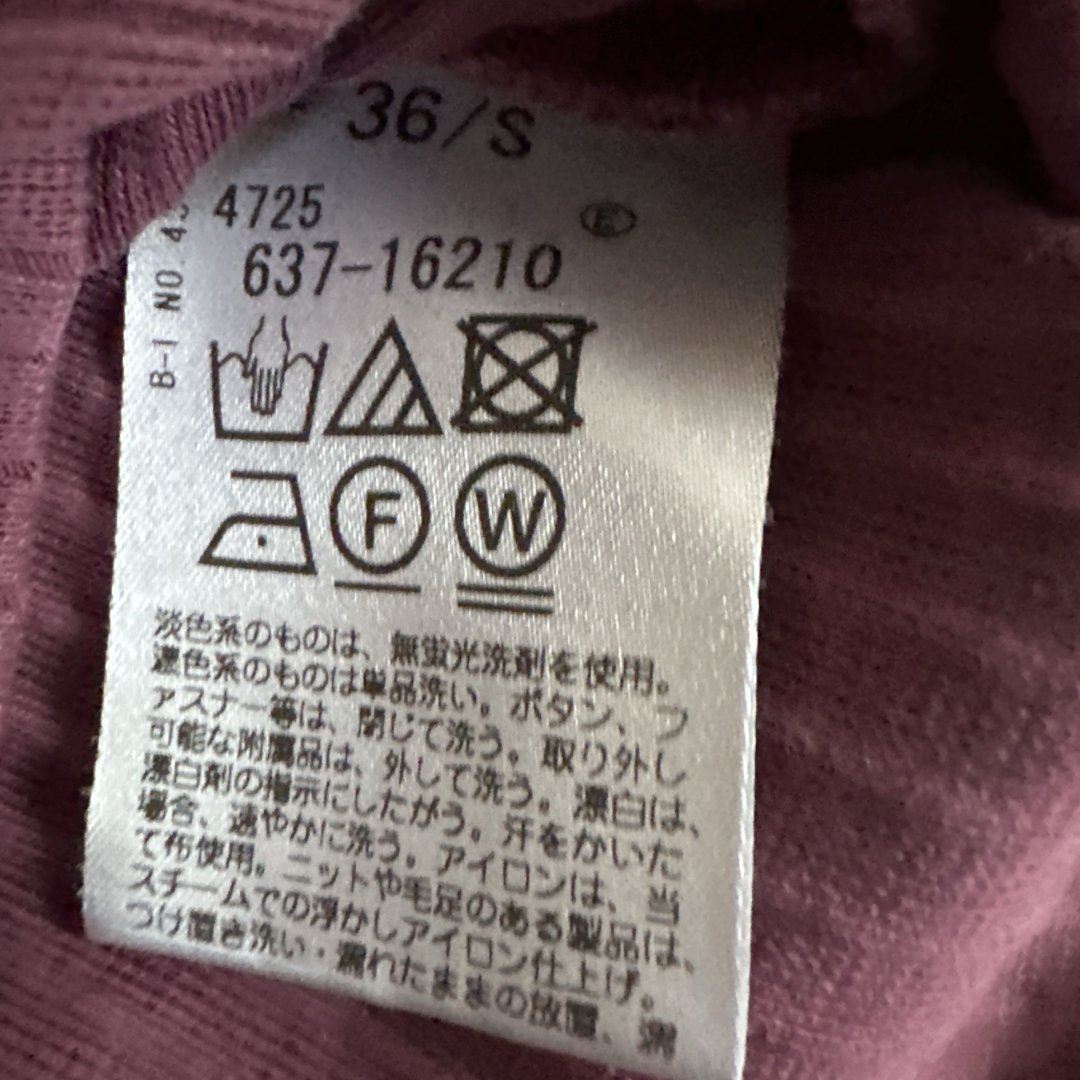 36/S
4725
Ⓔ
637-16210
B-1 NO.45
F
W
淡色系のものは、無蛍光洗剤を使用。
濃色系のものは単品洗い。ボタン、フ
ァスナー等は、閉じて洗う。取り外し
可能な附属品は、外して洗う。漂白は、
漂白剤の指示にしたがう。汗をかいた
場合、速やかに洗う。アイロンは、当
て布使用。ニットや毛足のある製品は、
スチームでの浮かしアイロン仕上げ。
つけ置き洗い・濡れたままの放置、濡